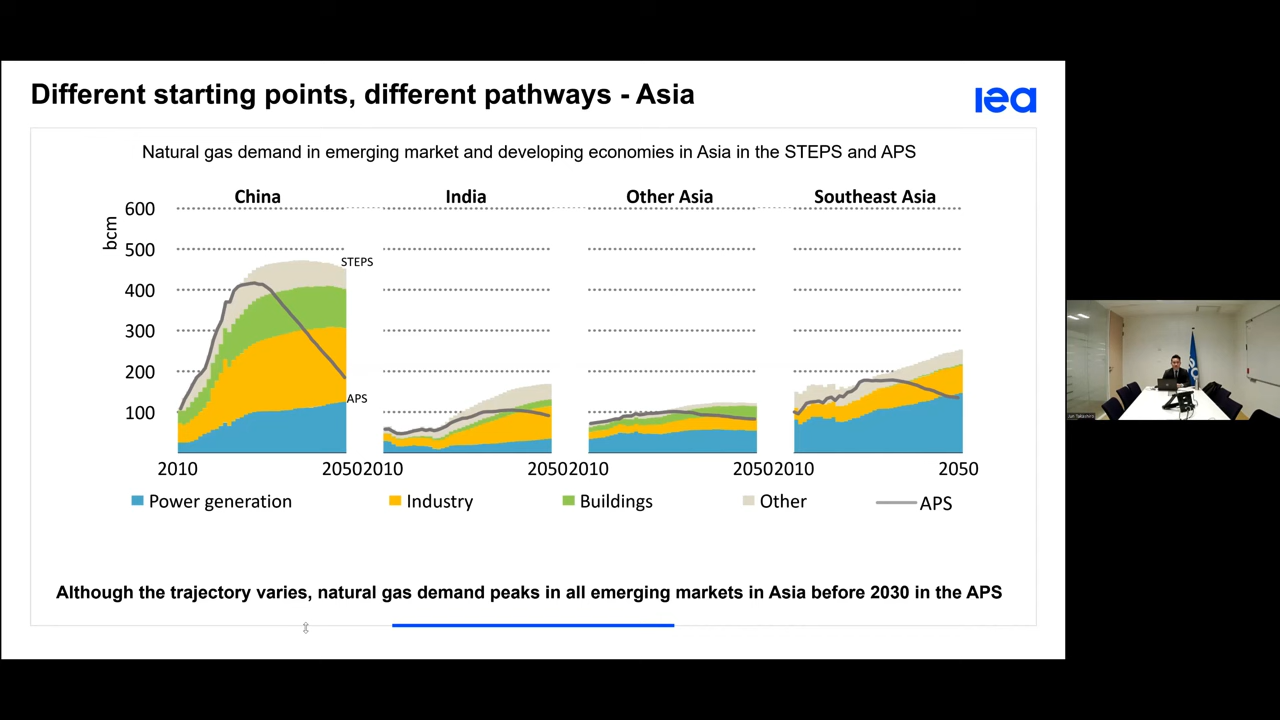 Different starting points, different pathways - Asia
iea
Natural gas demand in emerging market and developing economies in Asia in the STEPS and APS
China
India
Other Asia
Southeast Asia
bcm
600
500
400
300
200
100
STEPS
APS
2010
2050
2010
2050
2010
2050
2010
2050
Power generation
Industry
Buildings
Other
APS
Although the trajectory varies, natural gas demand peaks in all emerging markets in Asia before 2030 in the APS